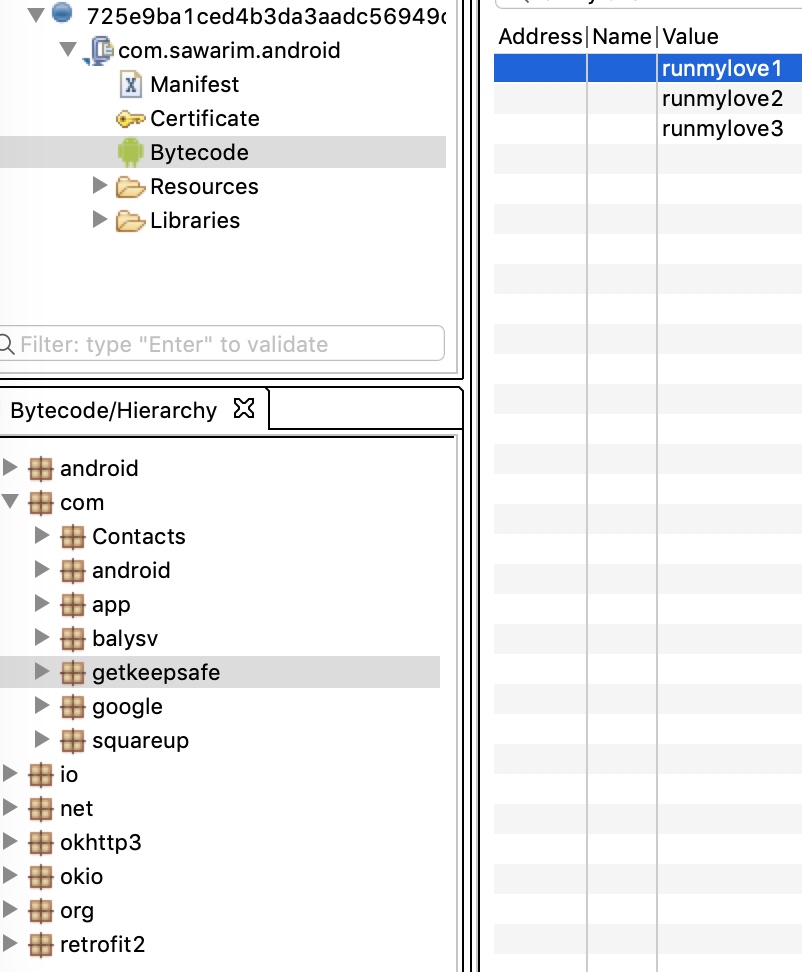 725e9ba1ced4b3da3aadc56949
com.sawarim.android
Manifest
Certificate
Bytecode
Resources
Libraries
Filter: type "Enter" to validate
Bytecode/Hierarchy
android
com
Contacts
android
app
balysv
getkeepsafe
google
squareup
io
net
okhttp3
okio
org
retrofit2
Address Name Value
runmylove1
runmylove2
runmylove3